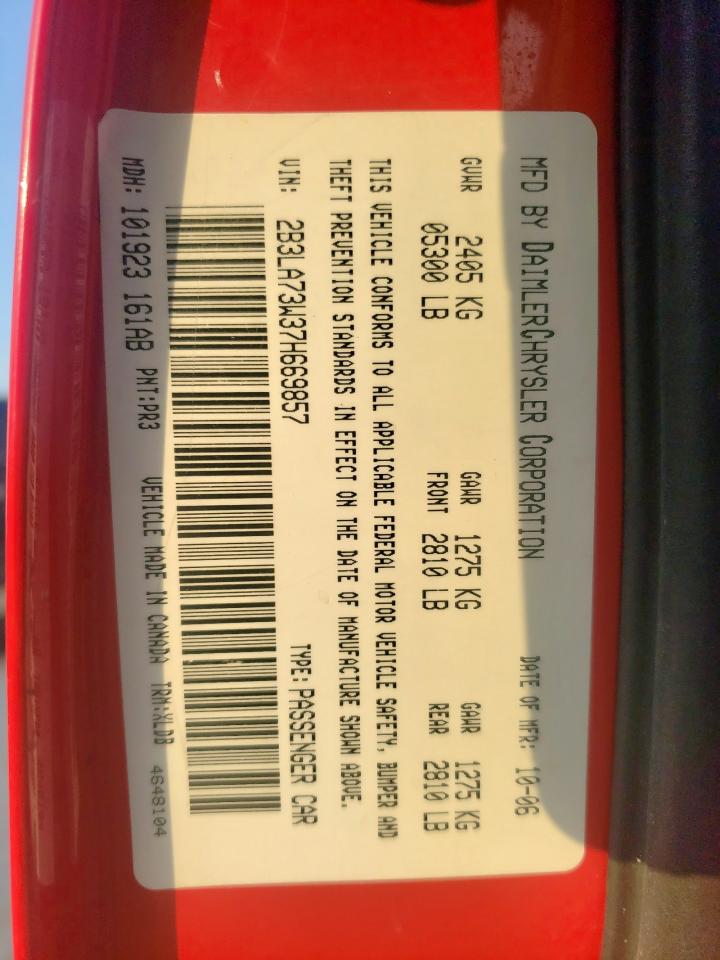 MFD BY DAIMLERCHRYSLER CORPORATION DATE OF MFR: 10-06
GVWR 2405 KG GAWR 1275 KG GAWR 1275 KG
05300 LB FRONT 2810 LB REAR 2810 LB
THIS VEHICLE CONFORMS TO ALL APPLICABLE FEDERAL MOTOR VEHICLE SAFETY, BUMPER AND
THEFT PREVENTION STANDARDS IN EFFECT ON THE DATE OF MANUFACTURE SHOWN ABOVE.
VIN: 2B3LA73W37H669857 TYPE: PASSENGER CAR
MDH: 101923 161AB PNT:PR3 VEHICLE MADE IN CANADA TRM:XLDB 4648104